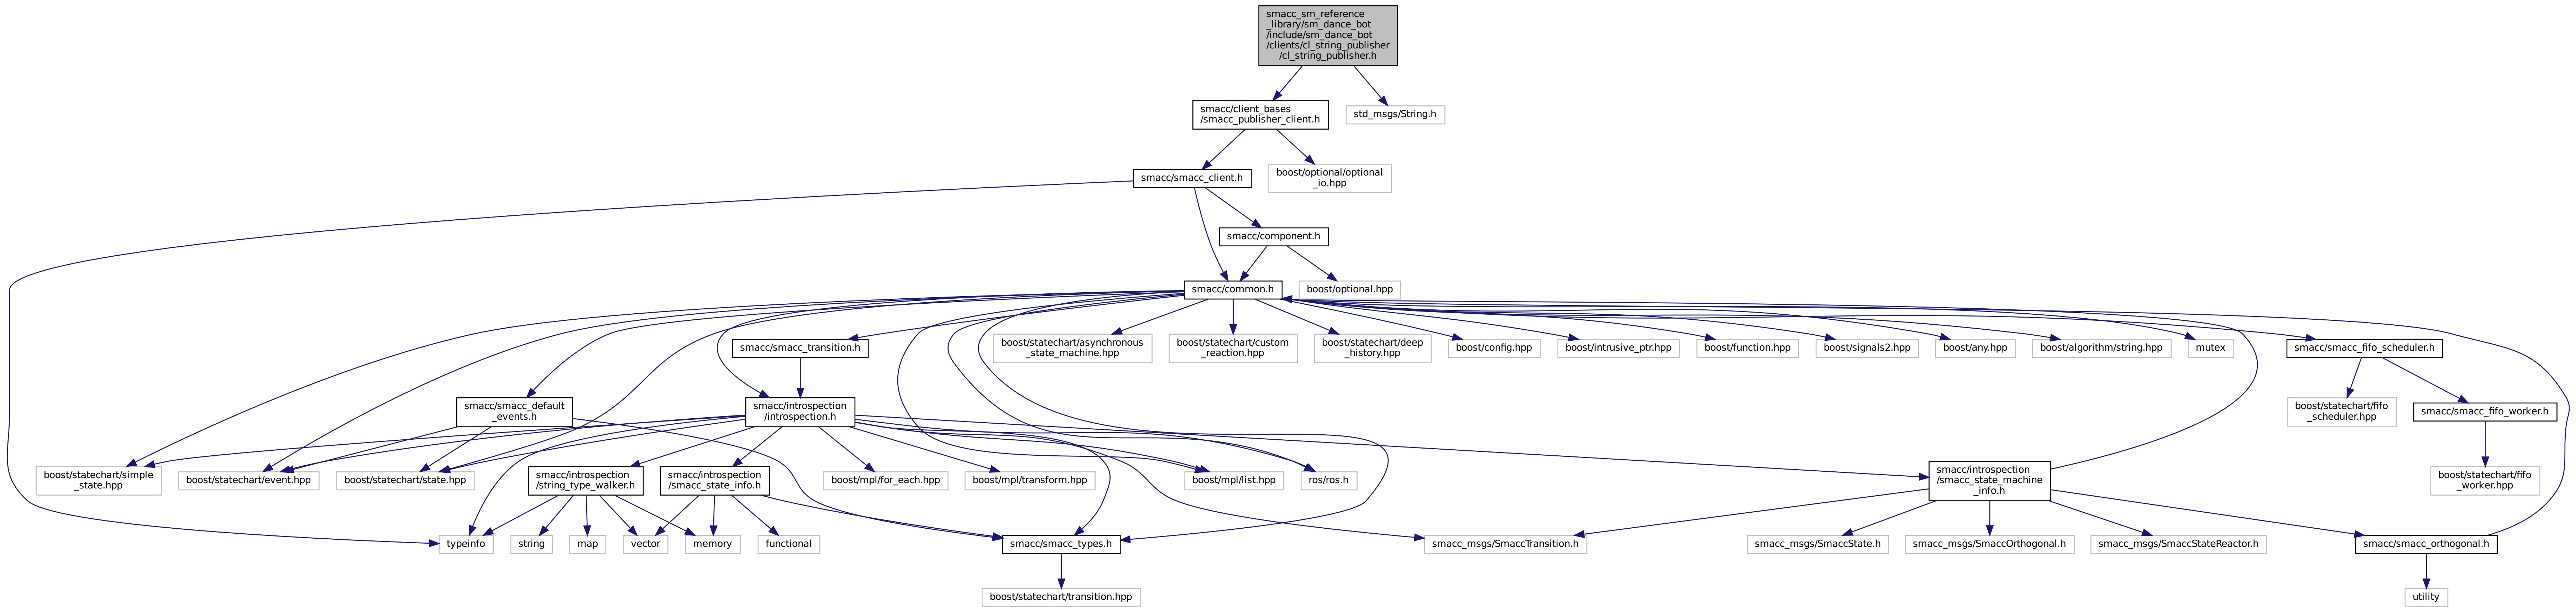 smacc_sm_reference
_library/sm_dance_bot
/include/sm_dance_bot
/clients/cl_string_publisher
/cl_string_publisher.h
smacc/client_bases
/smacc_publisher_client.h
std_msgs/String.h
smacc/smacc_client.h
boost/optional/optional
_io.hpp
smacc/component.h
smacc/common.h
boost/optional.hpp
smacc/smacc_transition.h
boost/statechart/asynchronous
_state_machine.hpp
boost/statechart/custom
_reaction.hpp
boost/statechart/deep
_history.hpp
boost/config.hpp
boost/intrusive_ptr.hpp
boost/function.hpp
boost/signals2.hpp
boost/any.hpp
boost/algorithm/string.hpp
mutex
smacc/smacc_fifo_scheduler.h
smacc/smacc_default
_events.h
smacc/introspection
/introspection.h
boost/statechart/fifo
_scheduler.hpp
smacc/smacc_fifo_worker.h
boost/statechart/simple
_state.hpp
boost/statechart/event.hpp
boost/statechart/state.hpp
smacc/introspection
/string_type_walker.h
smacc/introspection
/smacc_state_info.h
boost/mpl/for_each.hpp
boost/mpl/transform.hpp
boost/mpl/list.hpp
ros/ros.h
smacc/introspection
/smacc_state_machine
_info.h
boost/statechart/fifo
_worker.hpp
typeinfo
string
map
vector
memory
functional
smacc/smacc_types.h
smacc_msgs/SmaccTransition.h
smacc_msgs/SmaccState.h
smacc_msgs/SmaccOrthogonal.h
smacc_msgs/SmaccStateReactor.h
smacc/smacc_orthogonal.h
boost/statechart/transition.hpp
utility